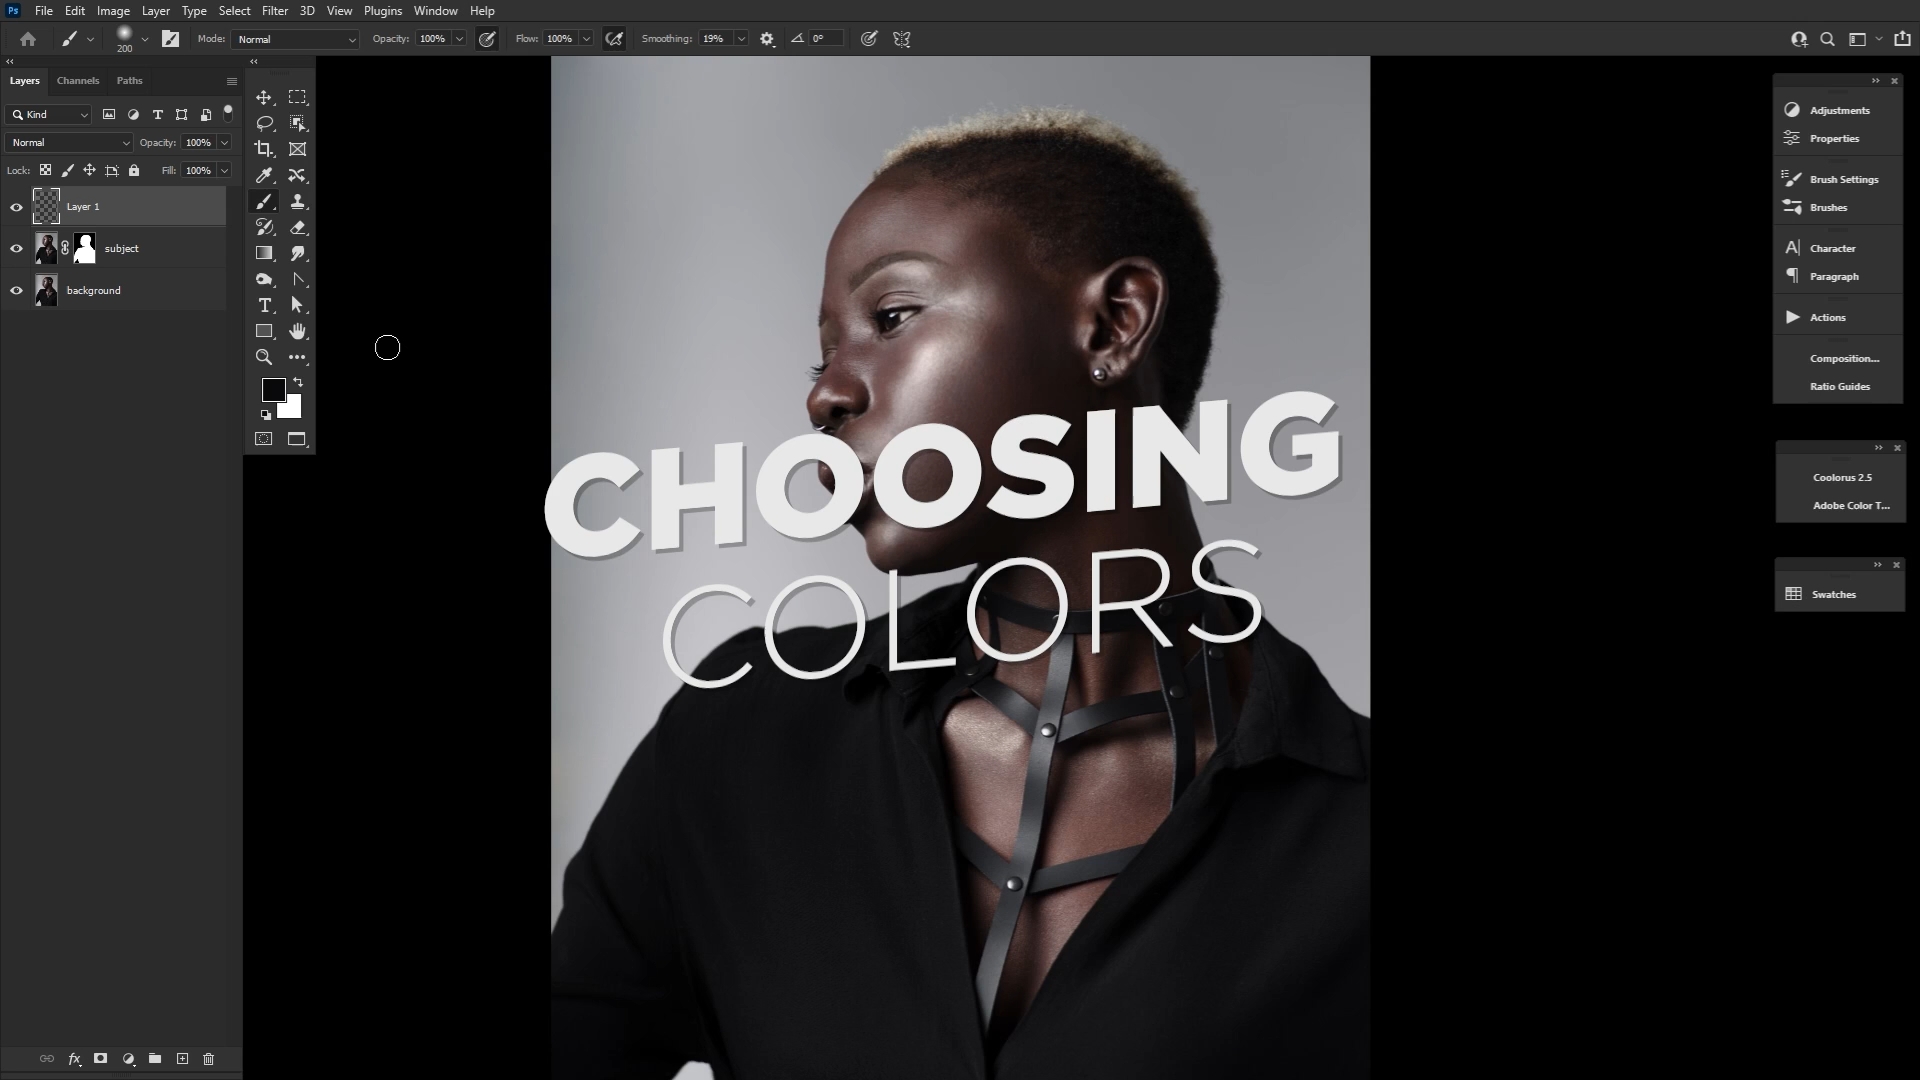 Ps File Edit Image Layer Type Select Filter 3D View Plugins Window Help
200 Mode: Normal Opacity: 100% Flow: 100% Smoothing: 19% 0°
Layers Channels Paths
Kind
Normal Opacity: 100%
Lock: Fill: 100%
Layer 1
subject
background
fx
CHOOSING
COLORS
Adjustments
Properties
Brush Settings
Brushes
Character
Paragraph
Actions
Composition...
Ratio Guides
Coolorus 2.5
Adobe Color T...
Swatches